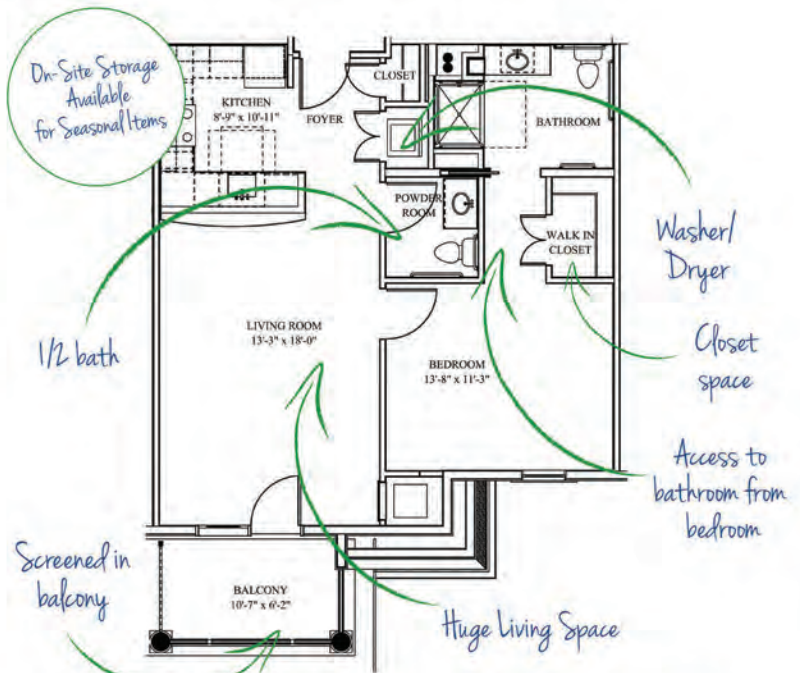 On-Site Storage
Available
for Seasonal Items
KITCHEN
8'-9" x 10'-11"
FOYER
CLOSET
BATHROOM
POWDER
ROOM
WALK IN
CLOSET
Washer/
Dryer
1/2 bath
LIVING ROOM
13'-3" x 18'-0"
BEDROOM
13'-8" x 11'-3"
Closet
space
Access to
bathroom from
bedroom
Screened in
balcony
BALCONY
10'-7" x 6'-2"
Huge Living Space